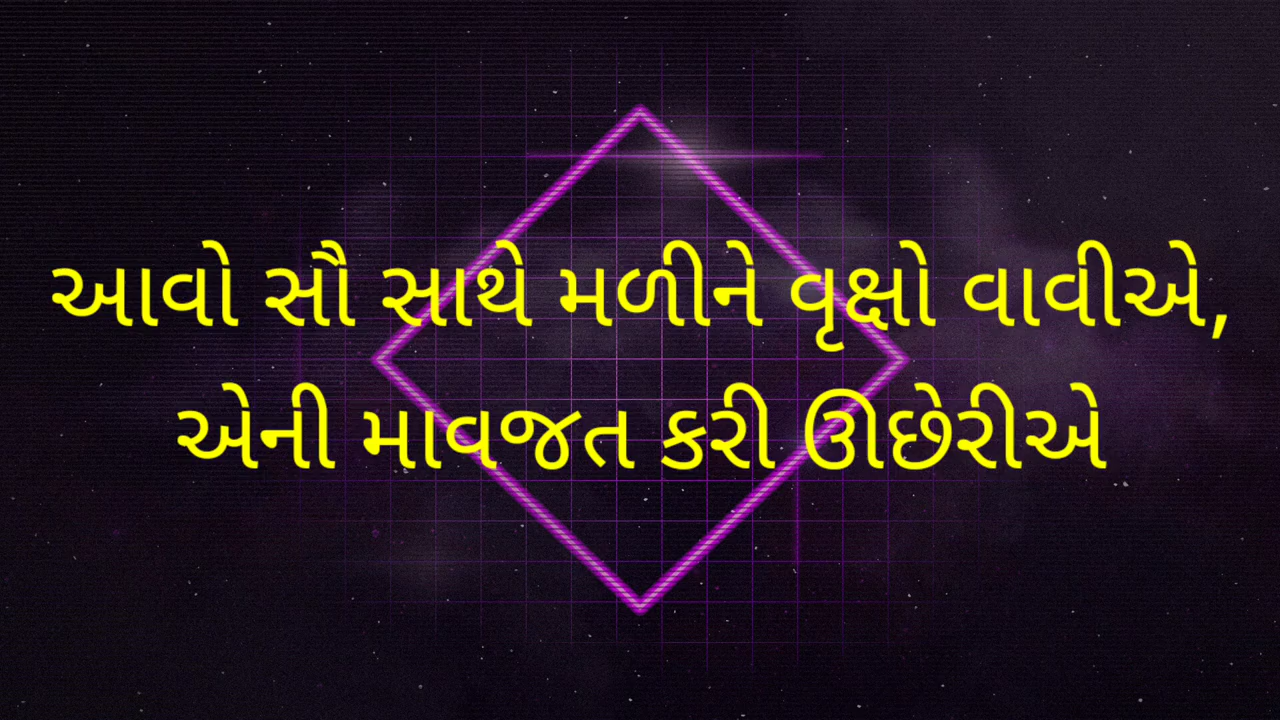 આવો સૌ સાથે મળીને વૃક્ષો વાવીએ,
એની માવજત કરી ઊછેરીએ